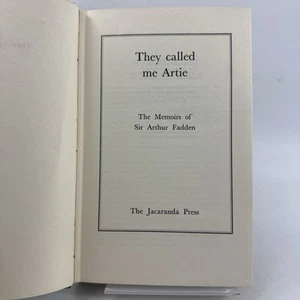 They called
me Artie
The Memoirs of
Sir Arthur Fadden
The Jacaranda Press